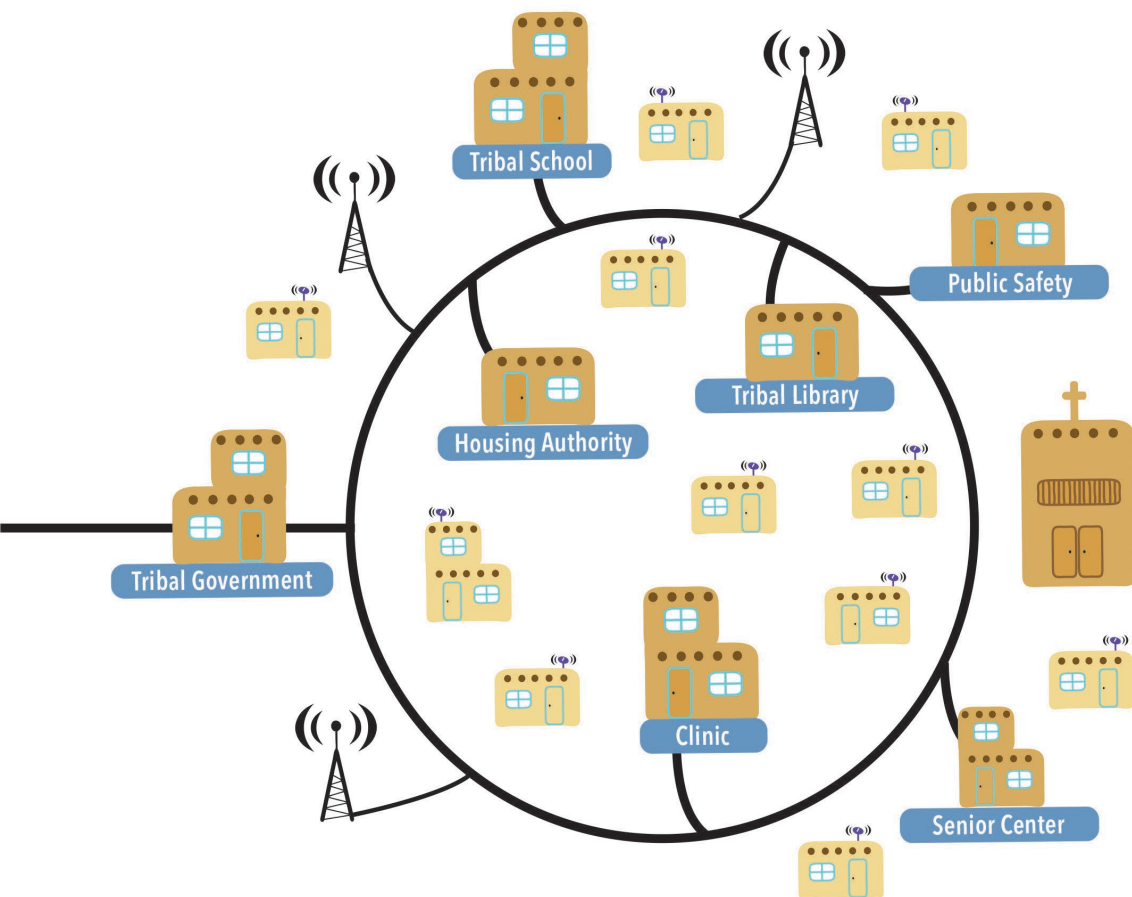 Tribal School
Public Safety
Tribal Library
Housing Authority
Tribal Government
Clinic
Senior Center